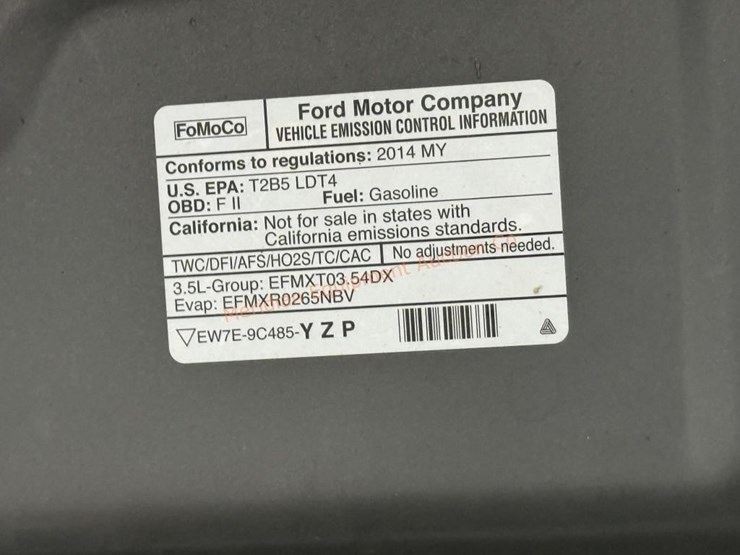 FoMoCo
Ford Motor Company
VEHICLE EMISSION CONTROL INFORMATION
Conforms to regulations: 2014 MY
U.S. EPA: T2B5 LDT4
OBD: F II Fuel: Gasoline
California: Not for sale in states with
California emissions standards.
TWC/DFI/AFS/HO2S/TC/CAC No adjustments needed.
3.5L-Group: EFMXT03.54DX
Evap: EFMXR0265NBV
▽EW7E-9C485-Y Z P